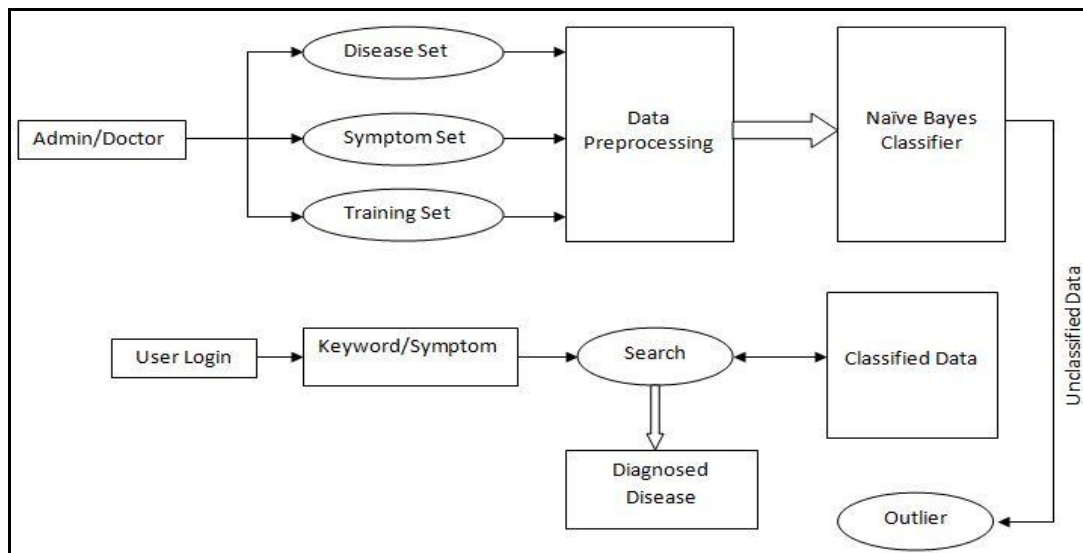 Disease Set
Admin/Doctor
Symptom Set
Training Set
Data
Preprocessing
Naïve Bayes
Classifier
Unclassified Data
User Login
Keyword/Symptom
Search
Classified Data
Diagnosed
Disease
Outlier